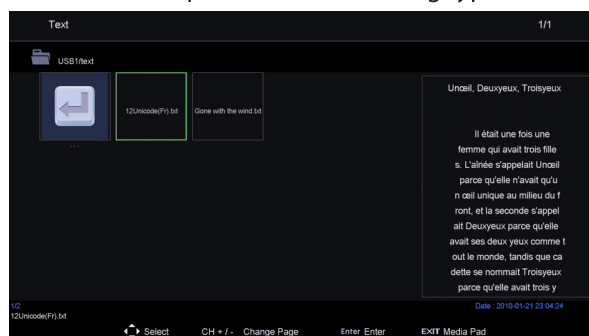 Text
1/1
USB1/text
12Unicode(Fr).txt
Gone with the wind.txt
...
Unœil, Deuxyeux, Troisyeux
Il était une fois une
femme qui avait trois fille
s. L'aînée s'appelait Unœil
parce qu'elle n'avait qu'u
n œil unique au milieu du f
ront, et la seconde s'appel
ait Deuxyeux parce qu'elle
avait ses deux yeux comme t
out le monde, tandis que ca
dette se nommait Troisyeux
parce qu'elle avait trois y
1/2
Date : 2010-01-21 23:04:24
12Unicode(Fr).txt
Select
CH + / - Change Page
Enter Enter
EXIT Media Pad